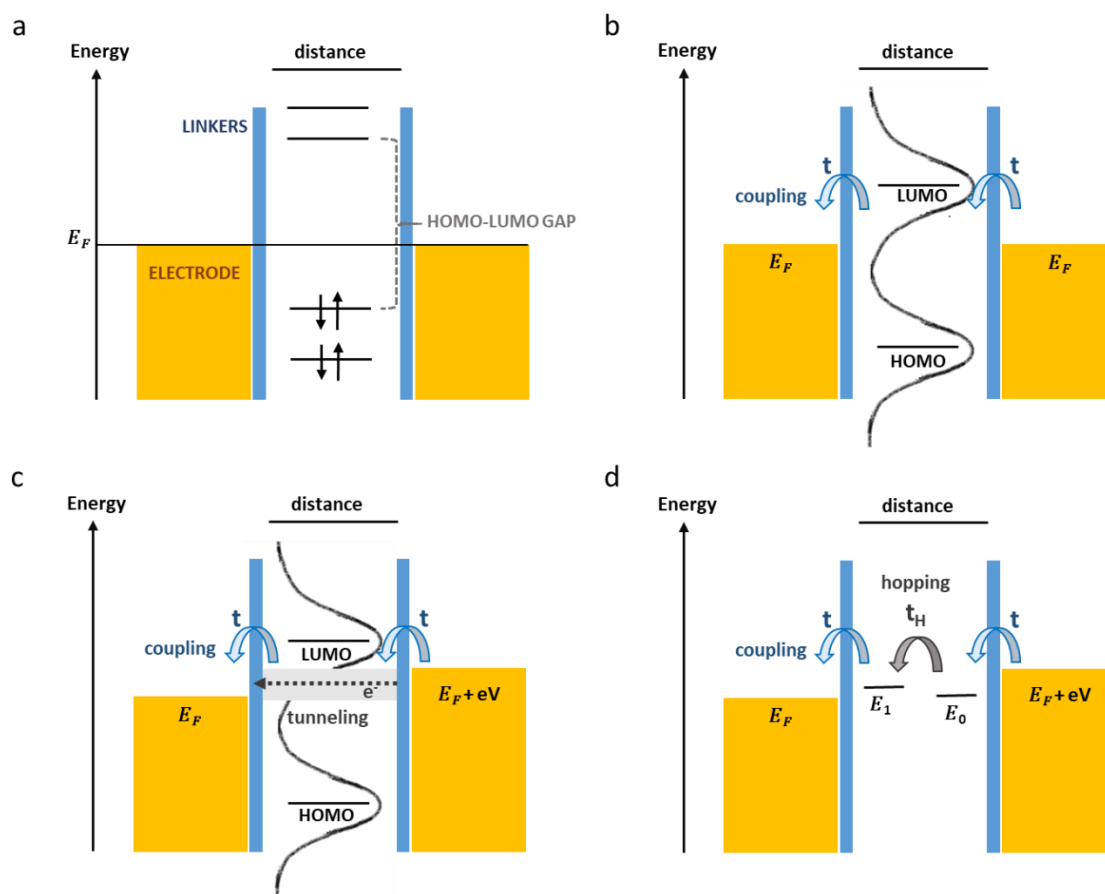 a
Energy
distance
LINKERS
HOMO-LUMO GAP
E_F
ELECTRODE
b
Energy
distance
t
t
coupling
LUMO
E_F
E_F
HOMO
c
Energy
distance
t
t
coupling
LUMO
e⁻
E_F
tunneling
E_F + eV
HOMO
d
Energy
distance
hopping
t_H
t
t
coupling
E_F
E_1
E_0
E_F + eV